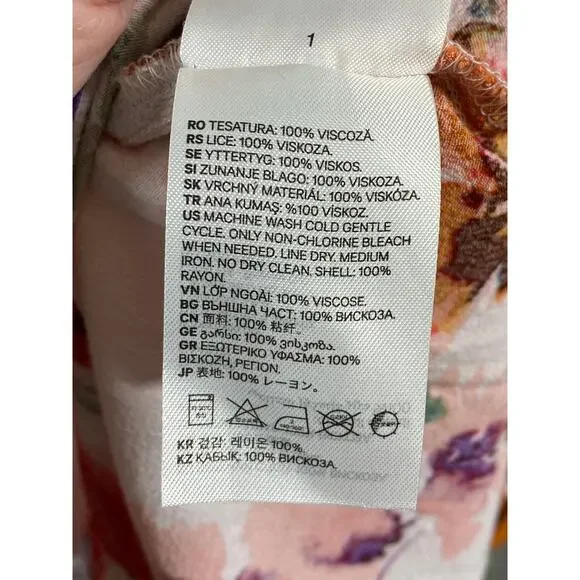 1
RO TESATURA: 100% VISCOZĂ.
RS LICE: 100% VISKOZA.
SE YTTERTYG: 100% VISKOS.
SI ZUNANJE BLAGO: 100% VISKOZA.
SK VRCHNÝ MATERIÁL: 100% VISKÓZA.
TR ANA KUMAŞ: %100 VİSKOZ.
US MACHINE WASH COLD GENTLE
CYCLE. ONLY NON-CHLORINE BLEACH
WHEN NEEDED. LINE DRY. MEDIUM
IRON. NO DRY CLEAN. SHELL: 100%
RAYON.
VN LỚP NGOÀI: 100% VISCOSE.
BG ВЪНШНА ЧАСТ: 100% ВИСКОЗА.
CN 面料: 100% 粘纤。
GE გარსი: 100% ვისკოზა.
GR ΕΞΩΤΕΡΙΚΟ ΥΦΑΣΜΑ: 100%
ΒΙΣΚΟΖΗ, ΡΕΓΙΟΝ.
JP 表地: 100% レーヨン。
KR 겉감: 레이온 100%.
KZ ҚАБЫҚ: 100% ВИСКОЗА.